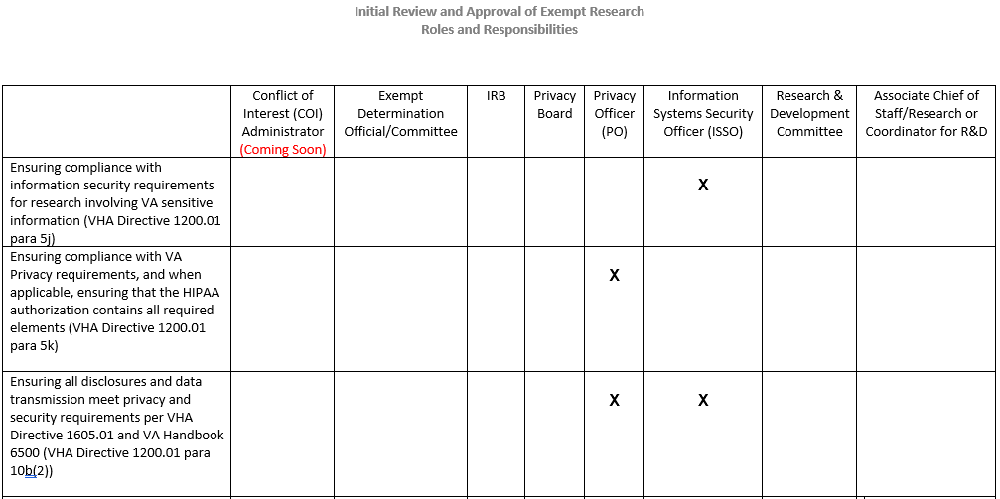 Initial Review and Approval of Exempt Research
Roles and Responsibilities
Conflict of
Interest (COI)
Administrator
(Coming Soon)
Exempt
Determination
Official/Committee
IRB
Privacy
Board
Privacy
Officer
(PO)
Information
Systems Security
Officer (ISSO)
Research &
Development
Committee
Associate Chief of
Staff/Research or
Coordinator for R&D
Ensuring compliance with
information security requirements
for research involving VA sensitive
information (VHA Directive 1200.01
para 5j)
X
Ensuring compliance with VA
Privacy requirements, and when
applicable, ensuring that the HIPAA
authorization contains all required
elements (VHA Directive 1200.01
para 5k)
X
Ensuring all disclosures and data
transmission meet privacy and
security requirements per VHA
Directive 1605.01 and VA Handbook
6500 (VHA Directive 1200.01 para
10b(2))
X
X